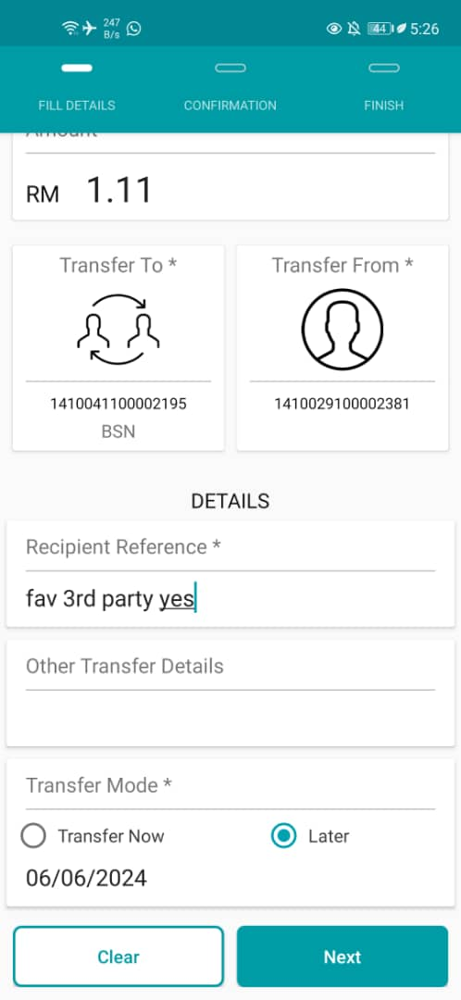 247
B/s
44
5:26
FILL DETAILS
CONFIRMATION
FINISH
Amount
RM 1.11
Transfer To *
Transfer From *
1410041100002195
1410029100002381
BSN
DETAILS
Recipient Reference *
fav 3rd party yes
Other Transfer Details
Transfer Mode *
Transfer Now
Later
06/06/2024
Clear
Next